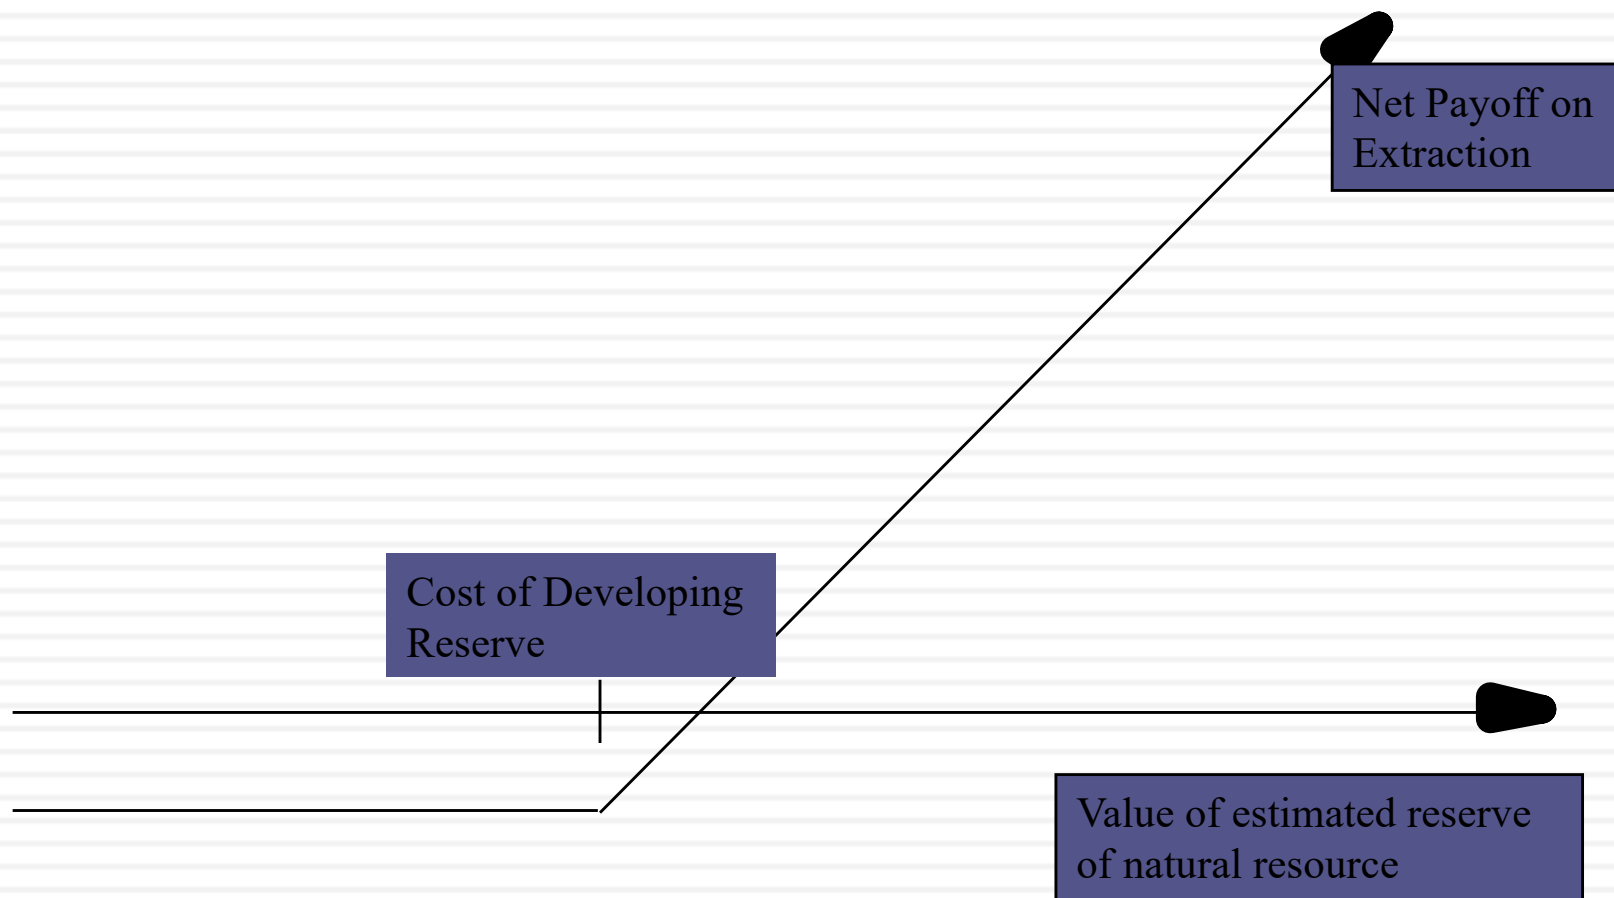 Net Payoff on
Extraction
Cost of Developing
Reserve
Value of estimated reserve
of natural resource